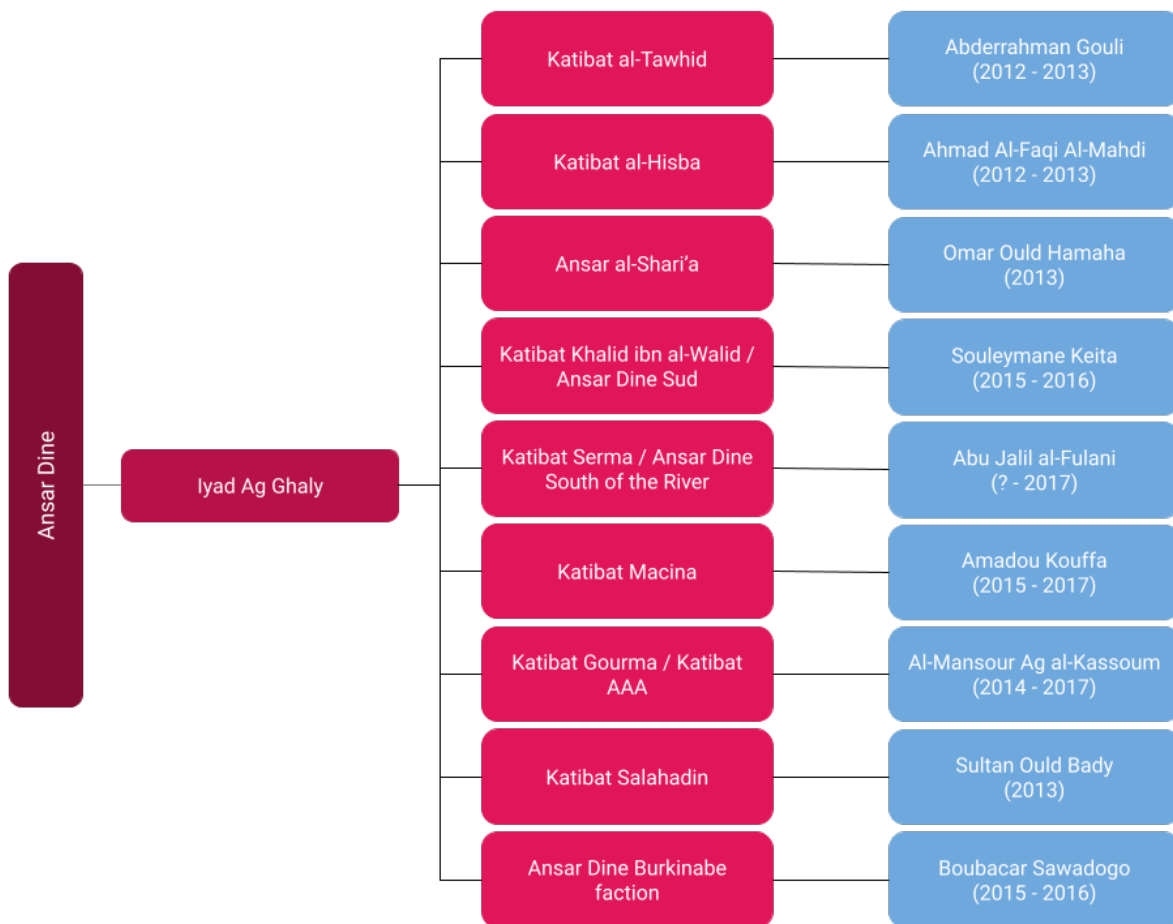 Ansar Dine
Iyad Ag Ghaly
Katibat al-Tawhid
Abderrahman Gouli
(2012 - 2013)
Katibat al-Hisba
Ahmad Al-Faqi Al-Mahdi
(2012 - 2013)
Ansar al-Shari’a
Omar Ould Hamaha
(2013)
Katibat Khalid ibn al-Walid /
Ansar Dine Sud
Souleymane Keita
(2015 - 2016)
Katibat Serma / Ansar Dine
South of the River
Abu Jalil al-Fulani
(? - 2017)
Katibat Macina
Amadou Kouffa
(2015 - 2017)
Katibat Gourma / Katibat
AAA
Al-Mansour Ag al-Kassoum
(2014 - 2017)
Katibat Salahadin
Sultan Ould Bady
(2013)
Ansar Dine Burkinabe
faction
Boubacar Sawadogo
(2015 - 2016)